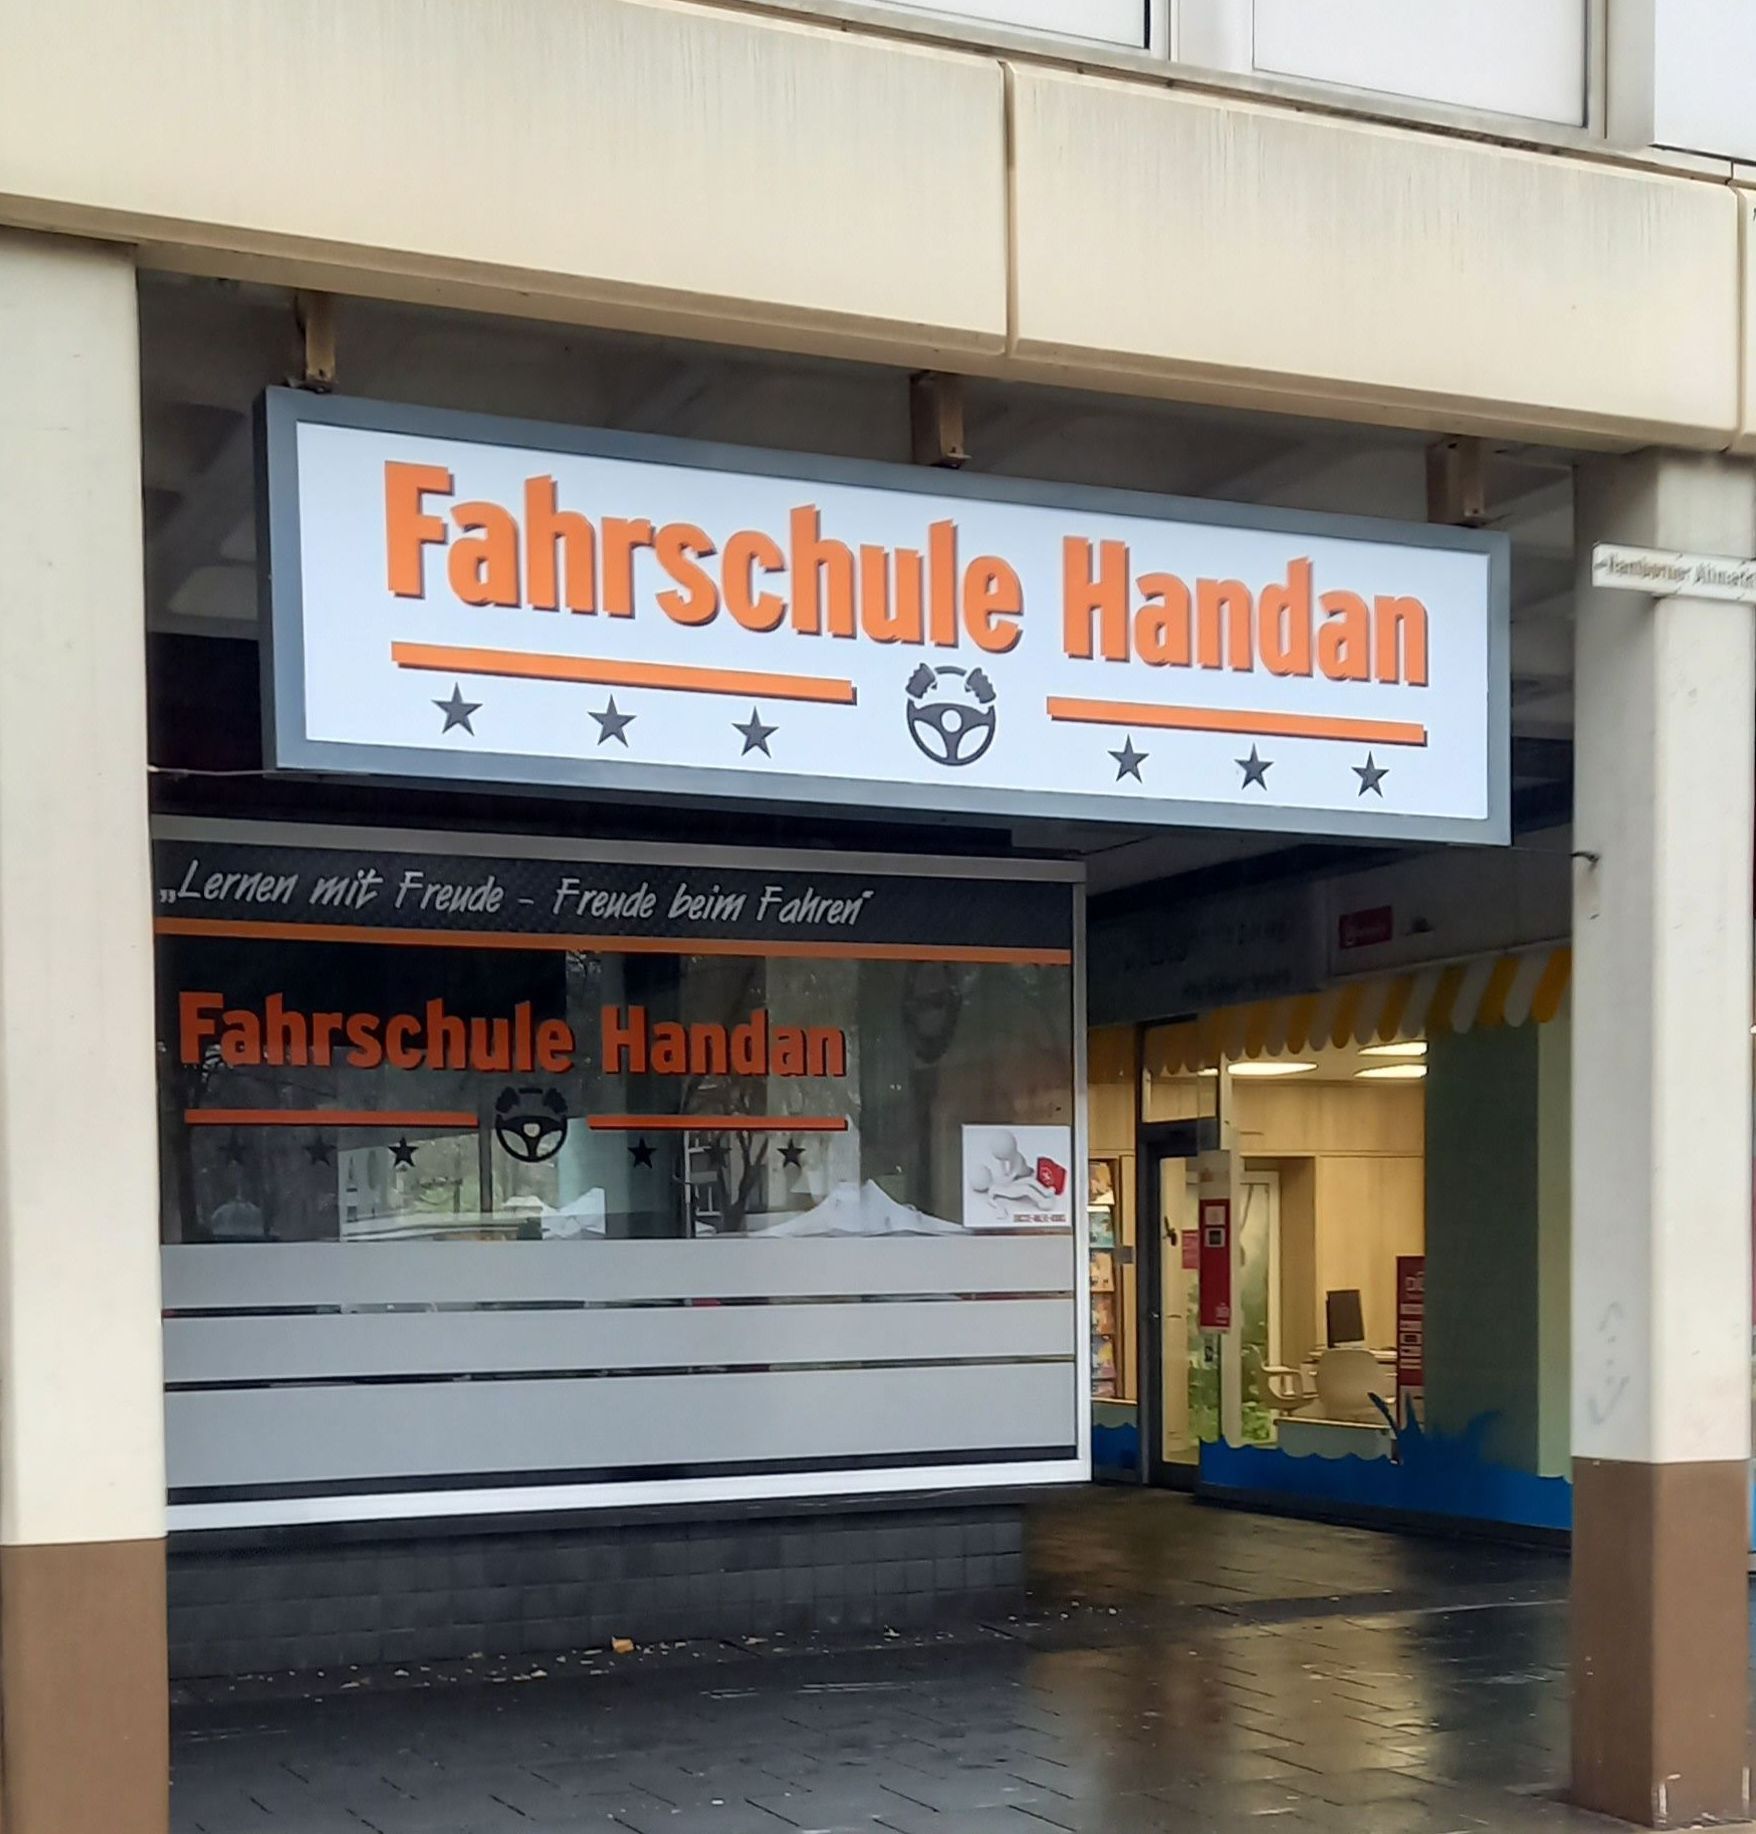 Fahrschule Handan
„Lernen mit Freude - Freude beim Fahren"
Fahrschule Handan